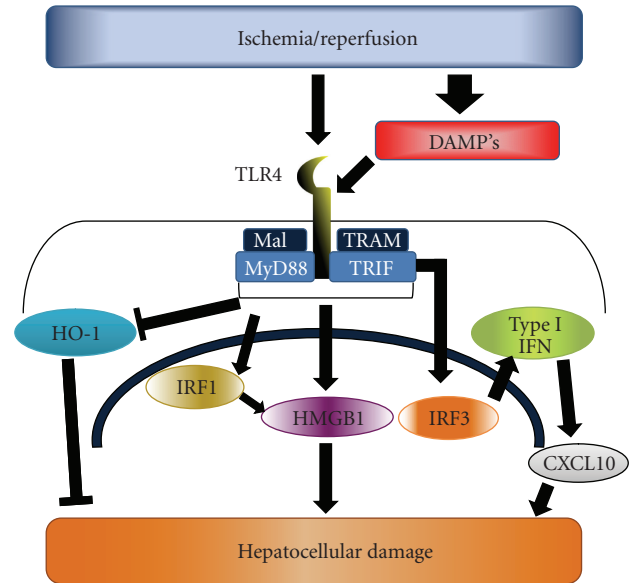 Ischemia/reperfusion
DAMP's
TLR4
Mal
TRAM
MyD88
TRIF
HO-1
Type I
IFN
IRF1
HMGB1
IRF3
CXCL10
Hepatocellular damage